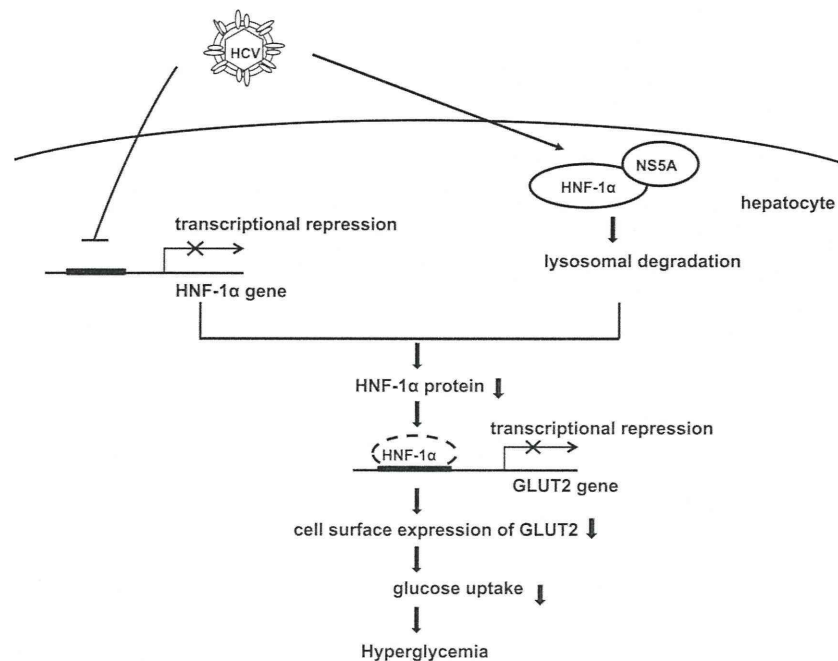 HCV
NS5A
HNF-1α
hepatocyte
transcriptional repression
lysosomal degradation
HNF-1α gene
HNF-1α protein
transcriptional repression
HNF-1α
GLUT2 gene
cell surface expression of GLUT2
glucose uptake
Hyperglycemia